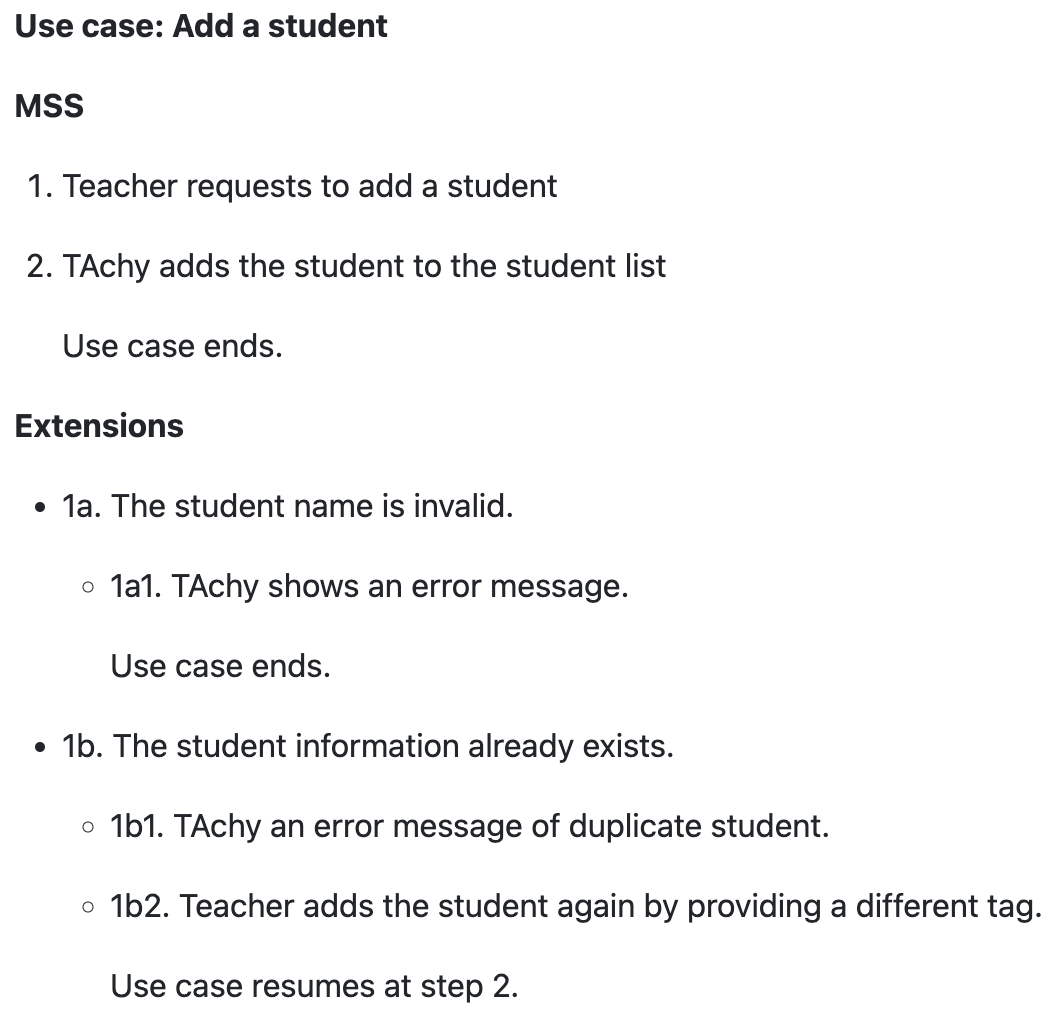 Use case: Add a student
MSS
1. Teacher requests to add a student
2. TAchy adds the student to the student list
Use case ends.
Extensions
• 1a. The student name is invalid.
◦ 1a1. TAchy shows an error message.
Use case ends.
• 1b. The student information already exists.
◦ 1b1. TAchy an error message of duplicate student.
◦ 1b2. Teacher adds the student again by providing a different tag.
Use case resumes at step 2.